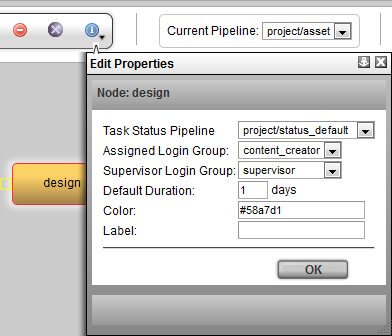 Current Pipeline: project/asset
Edit Properties
Node: design
design
Task Status Pipeline project/status_default
Assigned Login Group: content_creator
Supervisor Login Group: supervisor
Default Duration: 1 days
Color: #58a7d1
Label:
OK